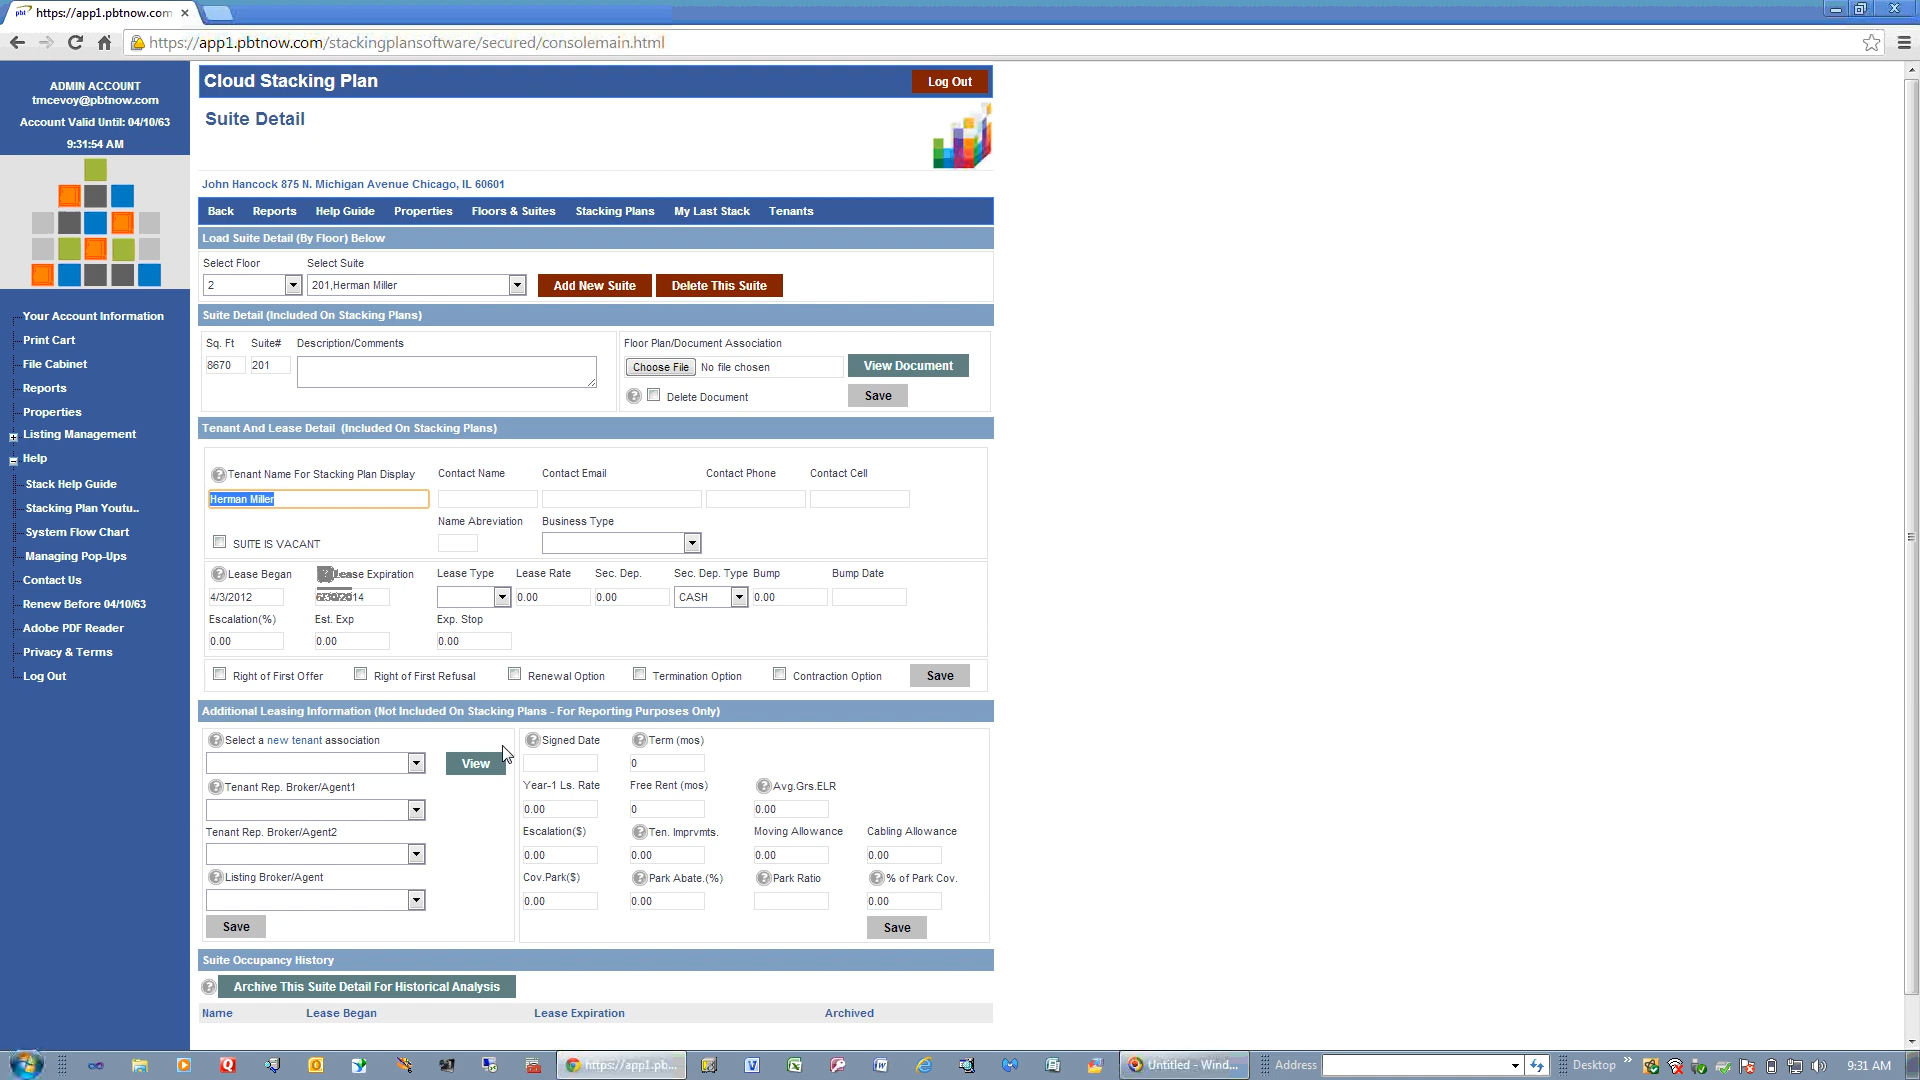 https://app1.pbtnow.com
https://app1.pbtnow.com/stackingplansoftware/secured/consolemain.html
ADMIN ACCOUNT
tmcevoy@pbtnow.com
Account Valid Until: 04/10/63
9:31:54 AM
Your Account Information
Print Cart
File Cabinet
Reports
Properties
Listing Management
Help
Stack Help Guide
Stacking Plan Youtu..
System Flow Chart
Managing Pop-Ups
Contact Us
Renew Before 04/10/63
Adobe PDF Reader
Privacy & Terms
Log Out
Cloud Stacking Plan
Log Out
Suite Detail
John Hancock 875 N. Michigan Avenue Chicago, IL 60601
Back Reports Help Guide Properties Floors & Suites Stacking Plans My Last Stack Tenants
Load Suite Detail (By Floor) Below
Select Floor Select Suite
2 201,Herman Miller Add New Suite Delete This Suite
Suite Detail (Included On Stacking Plans)
Sq. Ft Suite# Description/Comments Floor Plan/Document Association
8670 201 Choose File No file chosen View Document
Delete Document Save
Tenant And Lease Detail (Included On Stacking Plans)
Tenant Name For Stacking Plan Display Contact Name Contact Email Contact Phone Contact Cell
Herman Miller
Name Abreviation Business Type
SUITE IS VACANT
Lease Began Lease Expiration Lease Type Lease Rate Sec. Dep. Sec. Dep. Type Bump Bump Date
4/3/2012 6/30/2014 0.00 0.00 CASH 0.00
Escalation(%) Est. Exp Exp. Stop
0.00 0.00 0.00
Right of First Offer Right of First Refusal Renewal Option Termination Option Contraction Option Save
Additional Leasing Information (Not Included On Stacking Plans - For Reporting Purposes Only)
Select a new tenant association Signed Date Term (mos)
View 0
Tenant Rep. Broker/Agent1 Year-1 Ls. Rate Free Rent (mos) Avg.Grs.ELR
0.00 0 0.00
Tenant Rep. Broker/Agent2 Escalation($) Ten. Imprvmts. Moving Allowance Cabling Allowance
0.00 0.00 0.00 0.00
Listing Broker/Agent Cov.Park($) Park Abate.(%) Park Ratio % of Park Cov.
0.00 0.00 0.00
Save Save
Suite Occupancy History
Archive This Suite Detail For Historical Analysis
Name Lease Began Lease Expiration Archived
https://app1.pb... Untitled - Wind... Address Desktop 9:31 AM